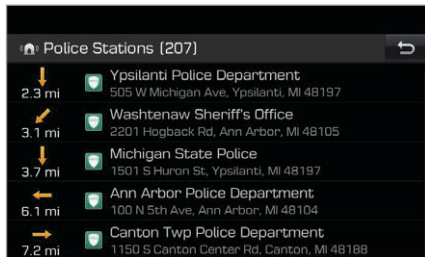 Police Stations (207)
Ypsilanti Police Department
2.3 mi 505 W Michigan Ave, Ypsilanti, MI 48197
Washtenaw Sheriff's Office
3.1 mi 2201 Hogback Rd, Ann Arbor, MI 48105
Michigan State Police
3.7 mi 1501 S Huron St, Ypsilanti, MI 48197
Ann Arbor Police Department
6.1 mi 100 N 5th Ave, Ann Arbor, MI 48104
Canton Twp Police Department
7.2 mi 1150 S Canton Center Rd, Canton, MI 48188